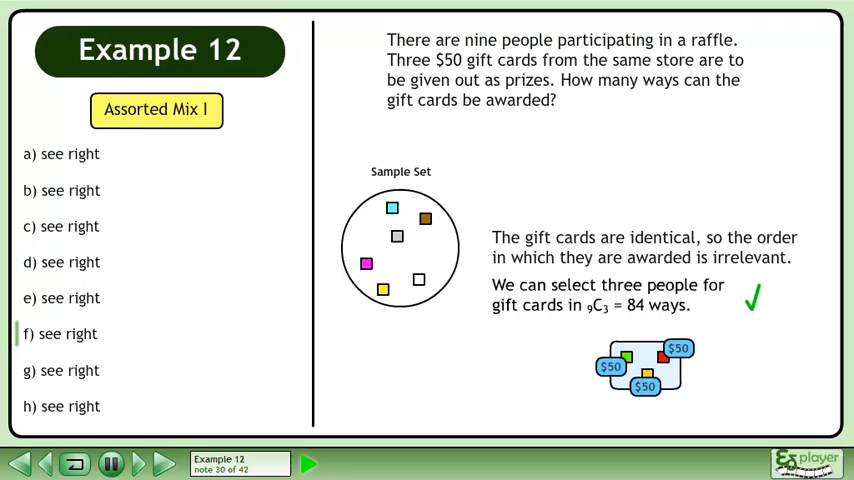 Example 12
Assorted Mix I
a) see right
b) see right
c) see right
d) see right
e) see right
f) see right
g) see right
h) see right
There are nine people participating in a raffle.
Three $50 gift cards from the same store are to
be given out as prizes. How many ways can the
gift cards be awarded?
Sample Set
The gift cards are identical, so the order
in which they are awarded is irrelevant.
We can select three people for
gift cards in ₉C₃ = 84 ways.
$50
$50
$50
Example 12
note 30 of 42
player